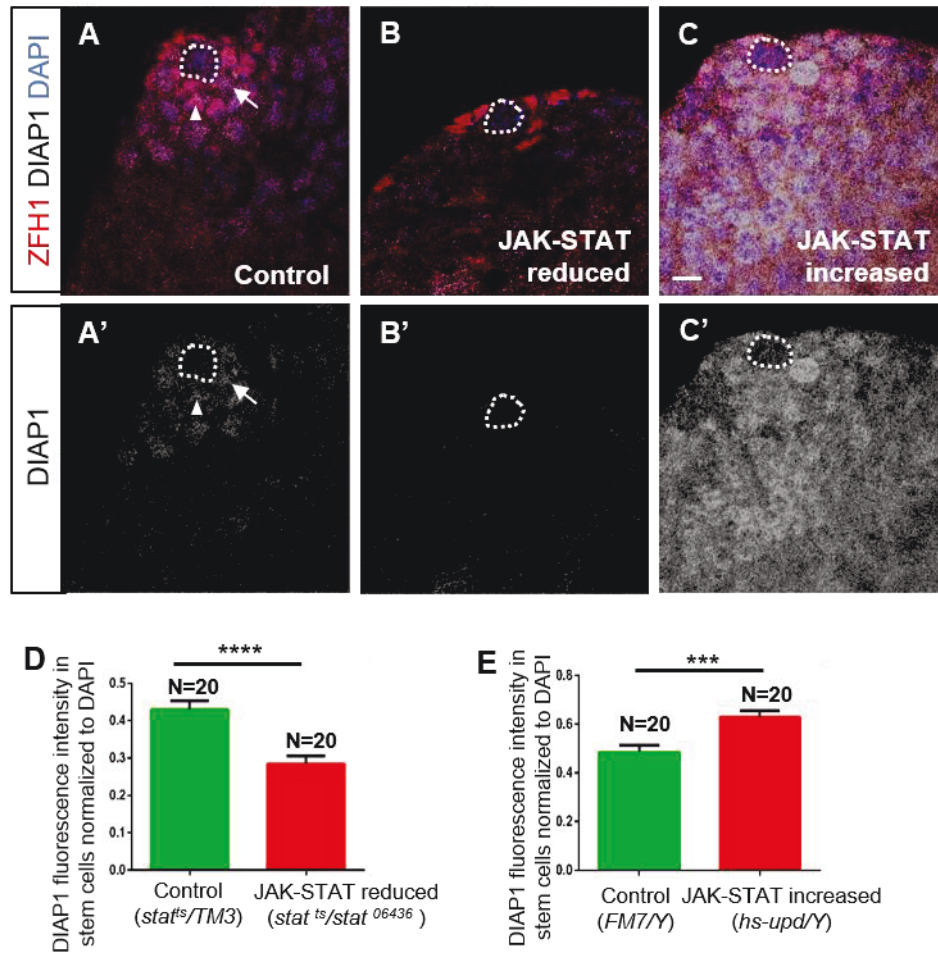 ZFH1 DIAP1 DAPI
A
Control
B
JAK-STAT
reduced
C
JAK-STAT
increased
DIAP1
A’
B’
C’
D
DIAP1 fluorescence intensity in
stem cells normalized to DAPI
0.5
0.4
0.3
0.2
0.1
0.0
****
N=20
N=20
Control
(stat^ts/TM3)
JAK-STAT reduced
(stat ^ts/stat ^06436 )
E
DIAP1 fluorescence intensity in
stem cells normalized to DAPI
0.8
0.6
0.4
0.2
0.0
***
N=20
N=20
Control
(FM7/Y)
JAK-STAT increased
(hs-upd/Y)